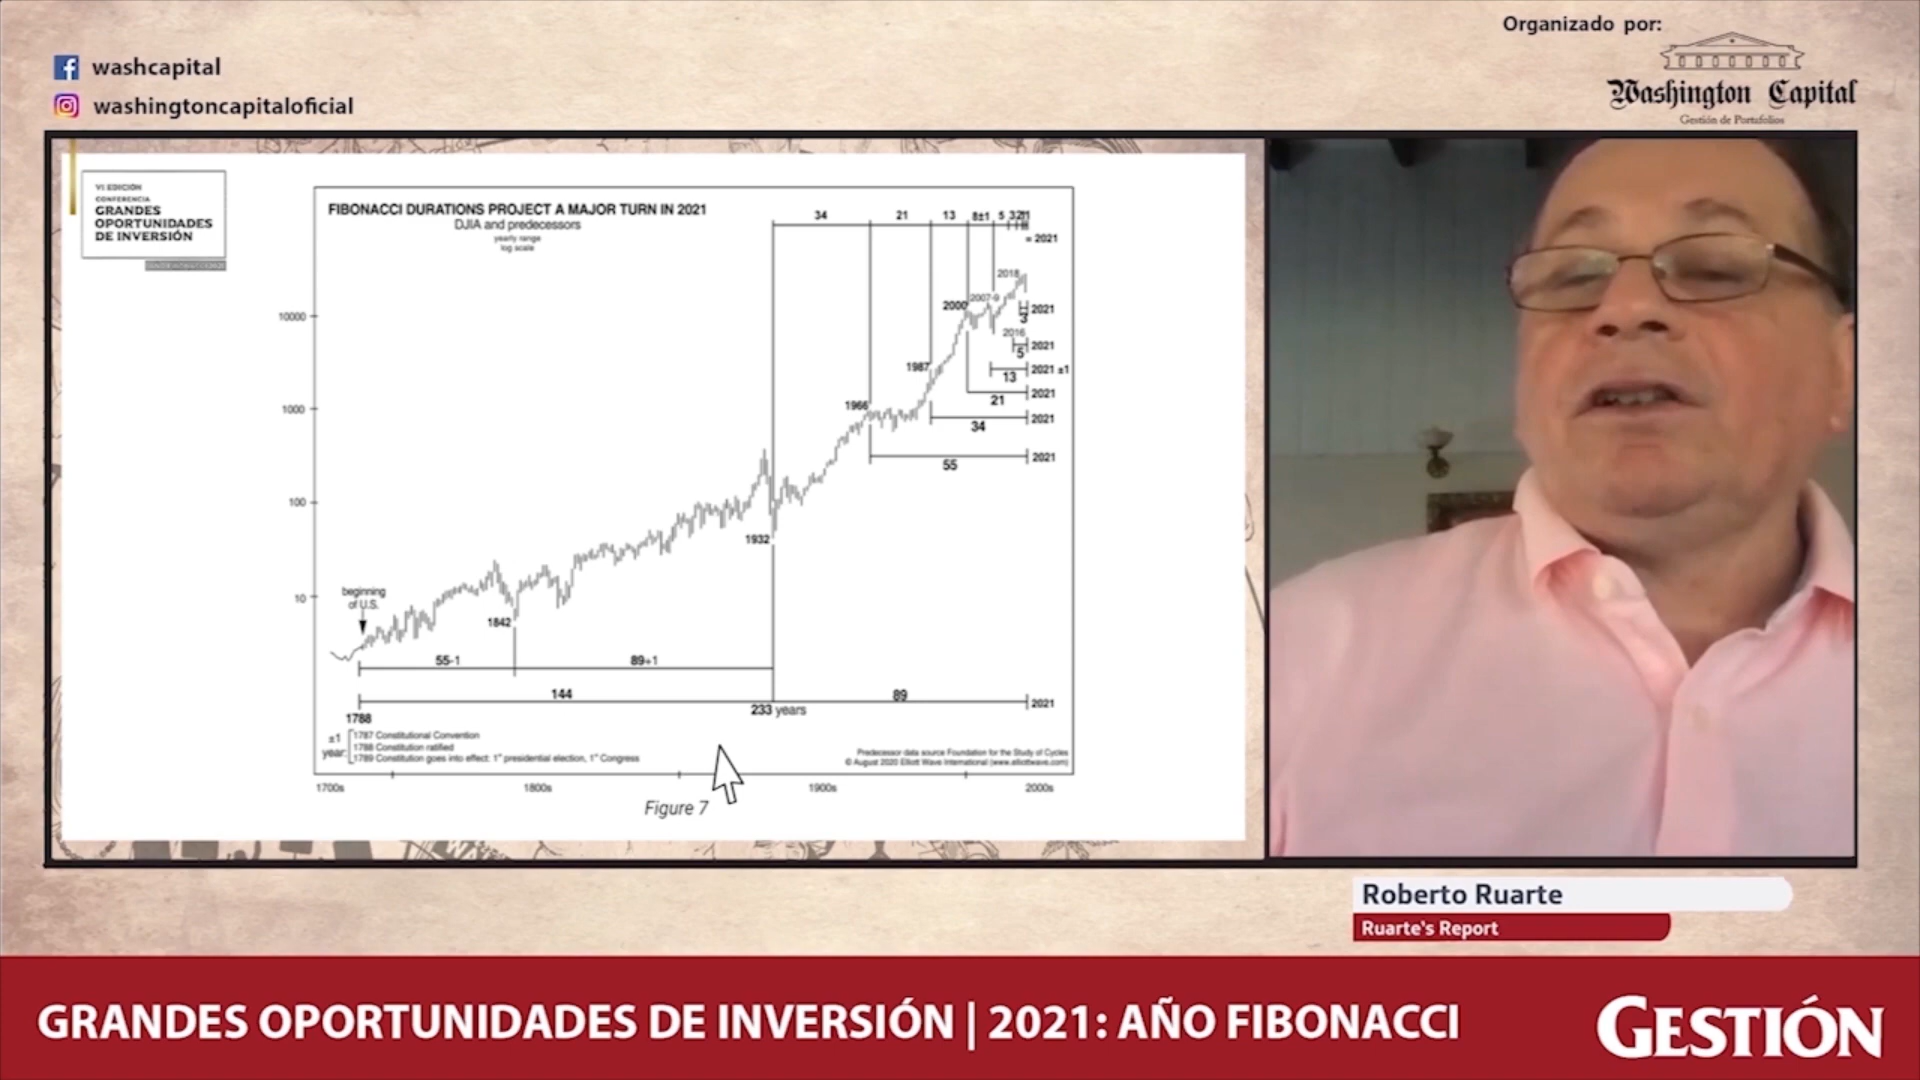 Organizado por:
washcapital
washingtoncapitaloficial
Washington Capital
Gestión de Portafolios
VI EDICIÓN
CONFERENCIA
GRANDES
OPORTUNIDADES
DE INVERSIÓN
FIBONACCI DURATIONS PROJECT A MAJOR TURN IN 2021
DJIA and predecessors
yearly range
log scale
34 21 13 8±1 5 3 2 1 1
= 2021
2018
2007-9
2000
2021
3
2016
2021
5
2021 ±1
13
2021
21
2021
34
2021
55
10000
1000
100
10
1987
1966
1932
1842
beginning
of U.S.
55-1
89+1
144
89
2021
233 years
1788
±1
year:
1787 Constitutional Convention
1788 Constitution ratified
1789 Constitution goes into effect: 1st presidential election, 1st Congress
Predecessor data source Foundation for the Study of Cycles
© August 2020 Elliott Wave International (www.elliottwave.com)
1700s 1800s 1900s 2000s
Figure 7
Roberto Ruarte
Ruarte's Report
GRANDES OPORTUNIDADES DE INVERSIÓN | 2021: AÑO FIBONACCI
GESTIÓN